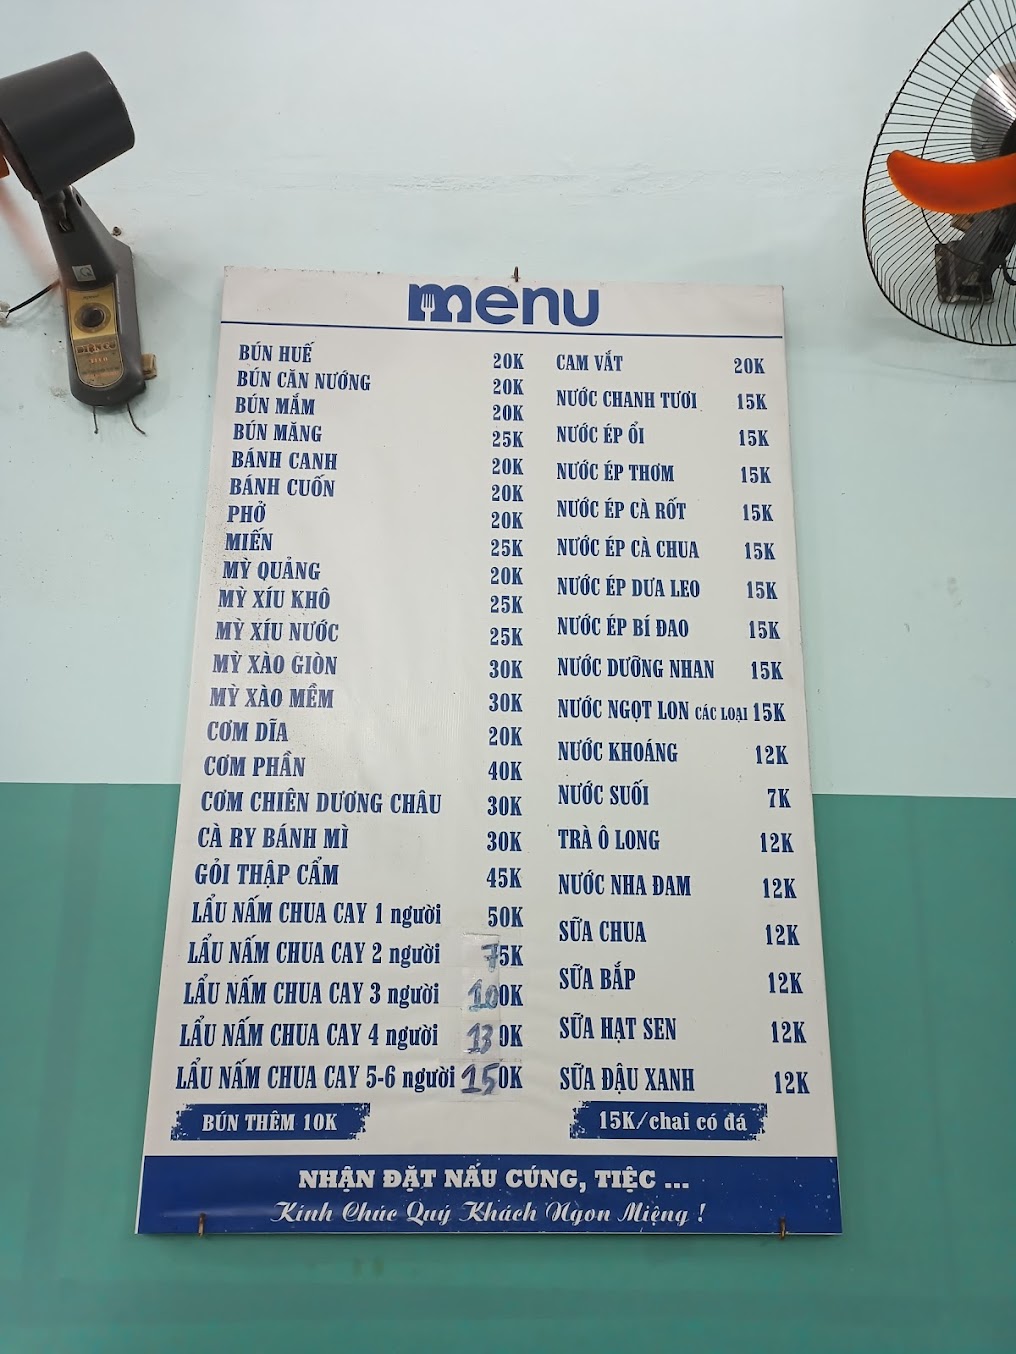 menu
BÚN HUẾ 20K
BÚN CĂN NƯỚNG 20K
BÚN MẮM 20K
BÚN MĂNG 25K
BÁNH CANH 20K
BÁNH CUỐN 20K
PHỞ 20K
MIẾN 25K
MỲ QUẢNG 20K
MỲ XÍU KHÔ 25K
MỲ XÍU NƯỚC 25K
MỲ XÀO GIÒN 30K
MỲ XÀO MỀM 30K
CƠM DĨA 20K
CƠM PHẦN 40K
CƠM CHIÊN DƯƠNG CHÂU 30K
CÀ RY BÁNH MÌ 30K
GỎI THẬP CẨM 45K
LẨU NẤM CHUA CAY 1 người 50K
LẨU NẤM CHUA CAY 2 người 75K
LẨU NẤM CHUA CAY 3 người 100K
LẨU NẤM CHUA CAY 4 người 130K
LẨU NẤM CHUA CAY 5-6 người 150K
BÚN THÊM 10K
CAM VẮT 20K
NƯỚC CHANH TƯƠI 15K
NƯỚC ÉP ỔI 15K
NƯỚC ÉP THƠM 15K
NƯỚC ÉP CÀ RỐT 15K
NƯỚC ÉP CÀ CHUA 15K
NƯỚC ÉP DƯA LEO 15K
NƯỚC ÉP BÍ ĐAO 15K
NƯỚC DƯỠNG NHAN 15K
NƯỚC NGỌT LON CÁC LOẠI 15K
NƯỚC KHOÁNG 12K
NƯỚC SUỐI 7K
TRÀ Ô LONG 12K
NƯỚC NHA ĐAM 12K
SỮA CHUA 12K
SỮA BẮP 12K
SỮA HẠT SEN 12K
SỮA ĐẬU XANH 12K
15K/chai có đá
NHẬN ĐẶT NẤU CÚNG, TIỆC ...
Kính Chúc Quý Khách Ngon Miệng !